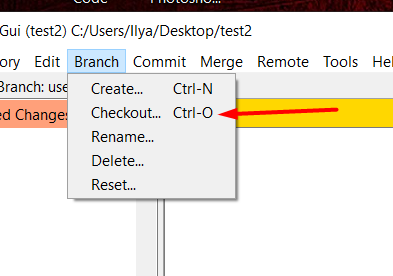 Code
Gui (test2) C:/Users/Ilya/Desktop/test2
ory Edit Branch Commit Merge Remote Tools Hel
Branch: use
Create... Ctrl-N
ed Changes
Checkout... Ctrl-O
Rename...
Delete...
Reset...